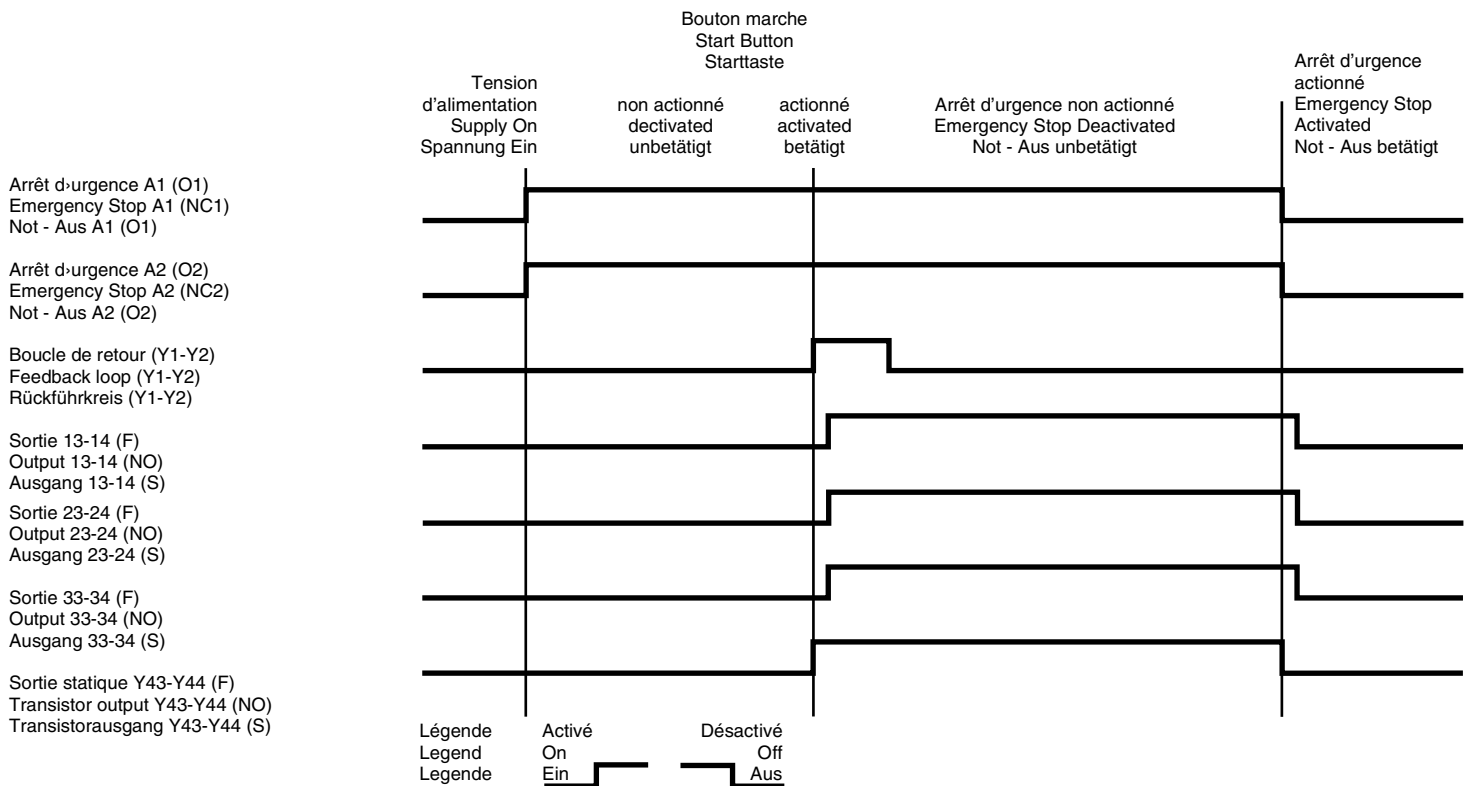 Bouton marche
Start Button
Starttaste
Tension
d'alimentation
Supply On
Spannung Ein
non actionné
dectivated
unbetätigt
actionné
activated
betätigt
Arrêt d'urgence non actionné
Emergency Stop Deactivated
Not - Aus unbetätigt
Arrêt d'urgence
actionné
Emergency Stop
Activated
Not - Aus betätigt
Arrêt d›urgence A1 (O1)
Emergency Stop A1 (NC1)
Not - Aus A1 (O1)
Arrêt d›urgence A2 (O2)
Emergency Stop A2 (NC2)
Not - Aus A2 (O2)
Boucle de retour (Y1-Y2)
Feedback loop (Y1-Y2)
Rückführkreis (Y1-Y2)
Sortie 13-14 (F)
Output 13-14 (NO)
Ausgang 13-14 (S)
Sortie 23-24 (F)
Output 23-24 (NO)
Ausgang 23-24 (S)
Sortie 33-34 (F)
Output 33-34 (NO)
Ausgang 33-34 (S)
Sortie statique Y43-Y44 (F)
Transistor output Y43-Y44 (NO)
Transistorausgang Y43-Y44 (S)
Légende Activé Désactivé
Legend On Off
Legende Ein Aus